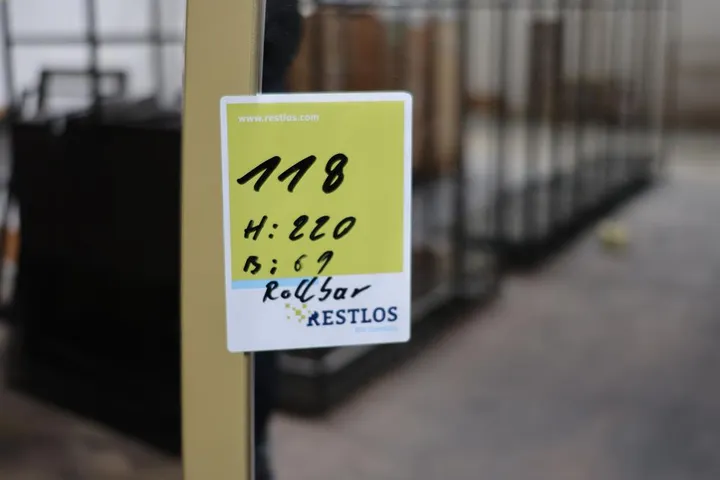 www.restlos.com
118
H: 220
B: 69
Rollbar
RESTLOS